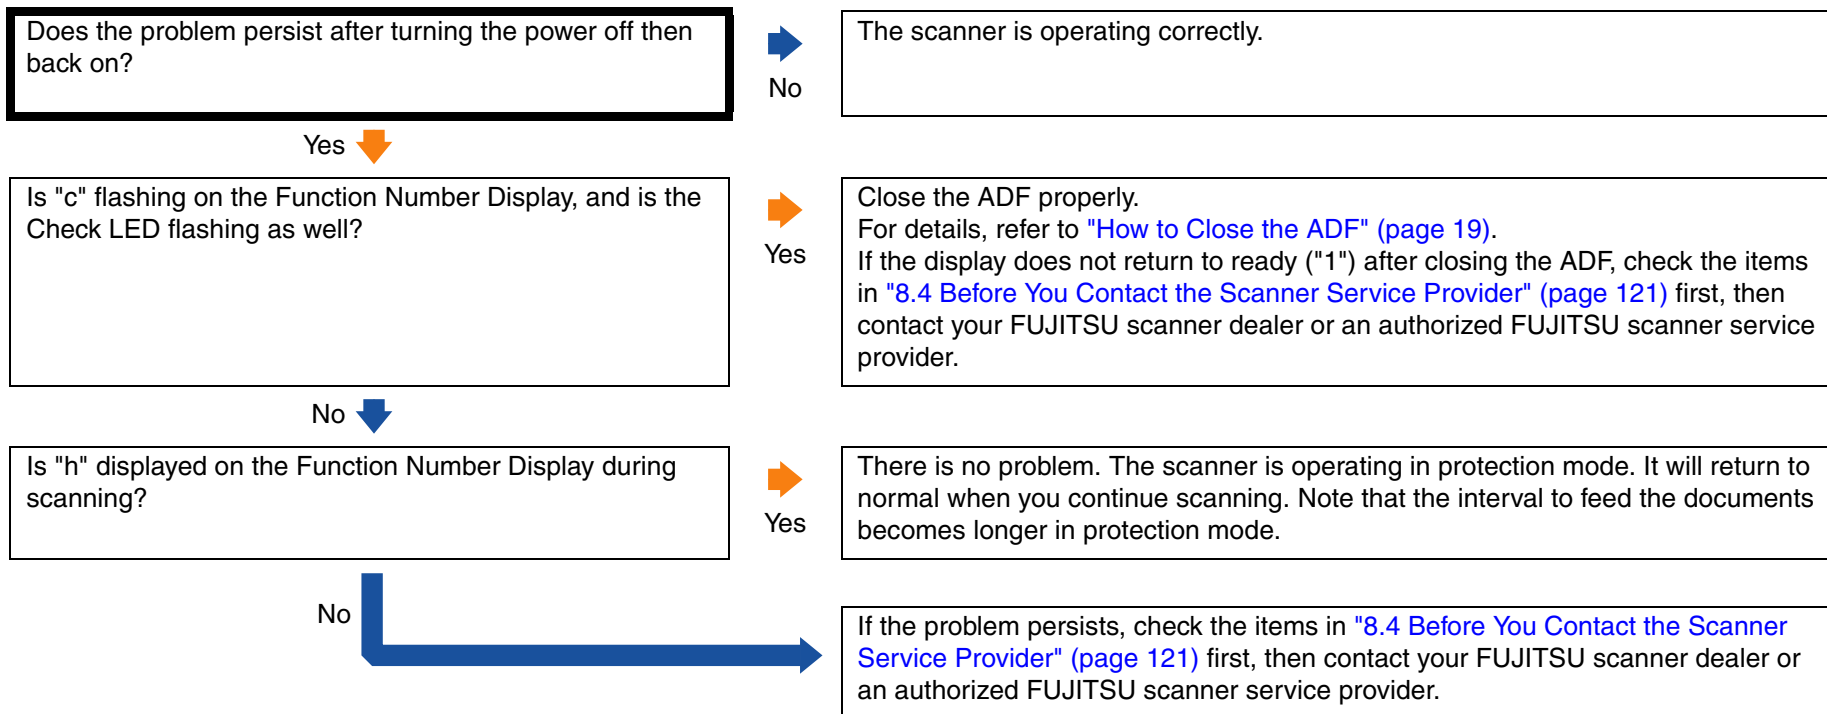 Does the problem persist after turning the power off then
back on?
No
The scanner is operating correctly.
Yes
Is "c" flashing on the Function Number Display, and is the
Check LED flashing as well?
Yes
Close the ADF properly.
For details, refer to "How to Close the ADF" (page 19).
If the display does not return to ready ("1") after closing the ADF, check the items
in "8.4 Before You Contact the Scanner Service Provider" (page 121) first, then
contact your FUJITSU scanner dealer or an authorized FUJITSU scanner service
provider.
No
Is "h" displayed on the Function Number Display during
scanning?
Yes
There is no problem. The scanner is operating in protection mode. It will return to
normal when you continue scanning. Note that the interval to feed the documents
becomes longer in protection mode.
No
If the problem persists, check the items in "8.4 Before You Contact the Scanner
Service Provider" (page 121) first, then contact your FUJITSU scanner dealer or
an authorized FUJITSU scanner service provider.